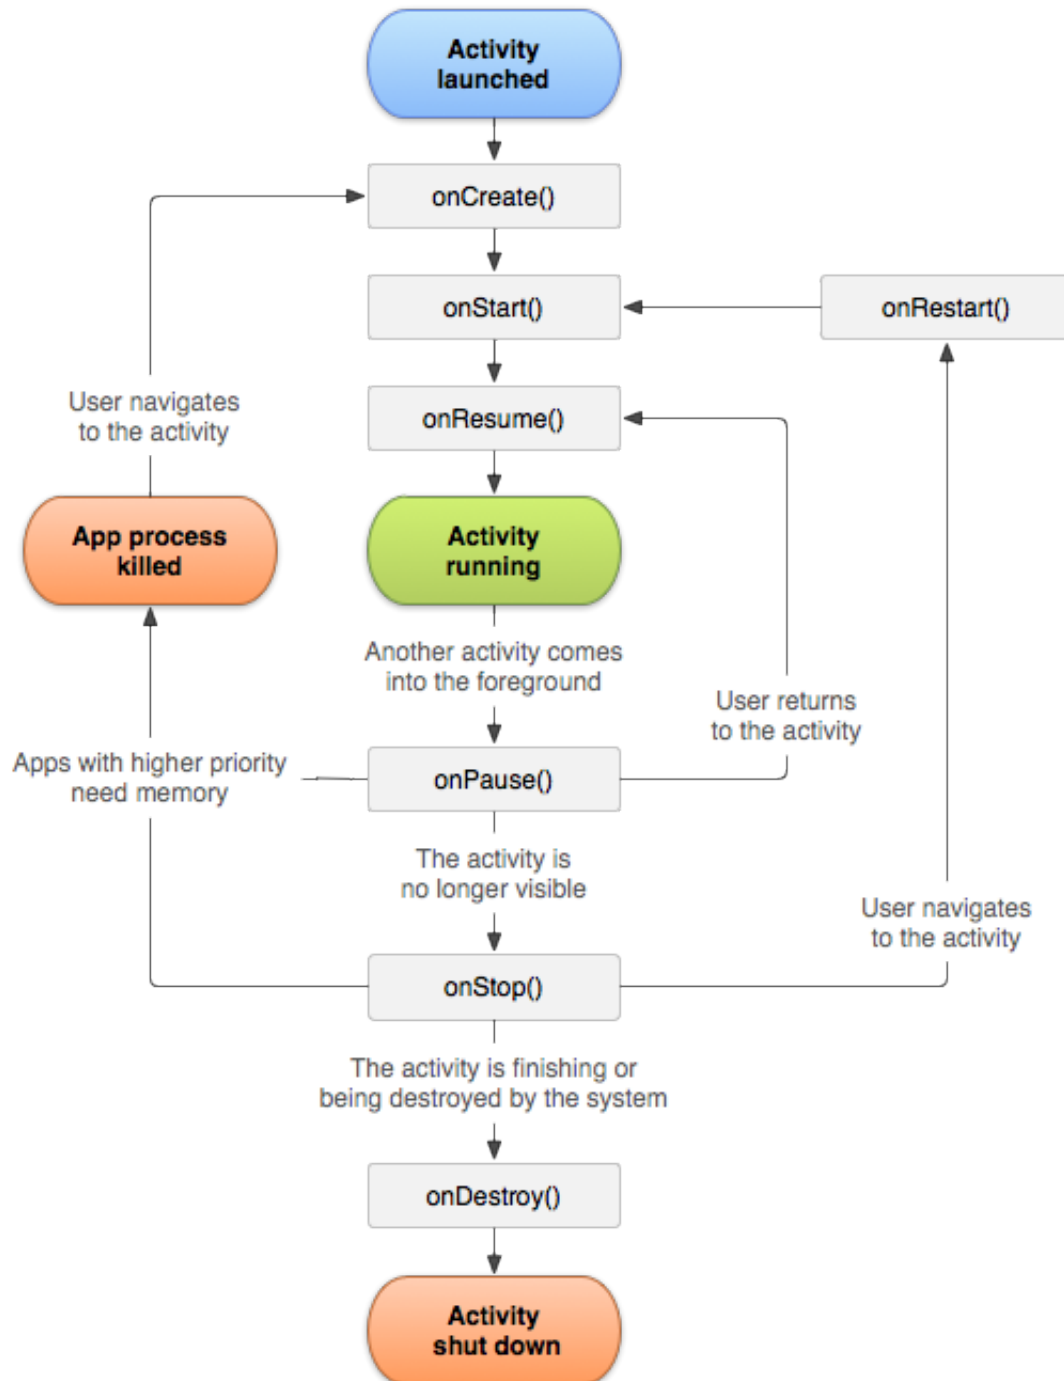 Activity
launched
onCreate()
onStart()
onRestart()
onResume()
User navigates
to the activity
App process
killed
Activity
running
Another activity comes
into the foreground
User returns
to the activity
Apps with higher priority
need memory
onPause()
The activity is
no longer visible
User navigates
to the activity
onStop()
The activity is finishing or
being destroyed by the system
onDestroy()
Activity
shut down